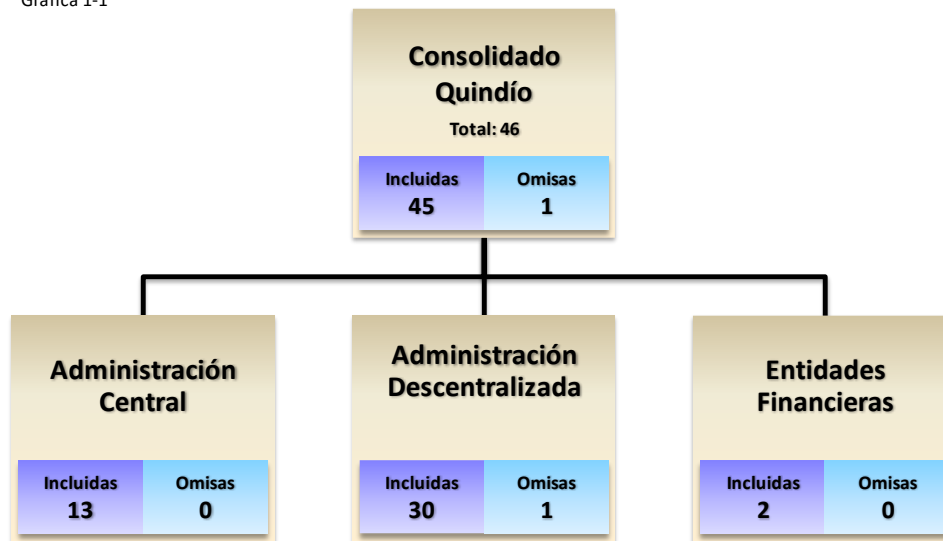 Gráfica 1-1
Consolidado
Quindío
Total: 46
Incluidas
Omisas
45
1
Administración
Central
Incluidas
Omisas
13
0
Administración
Descentralizada
Incluidas
Omisas
30
1
Entidades
Financieras
Incluidas
Omisas
2
0